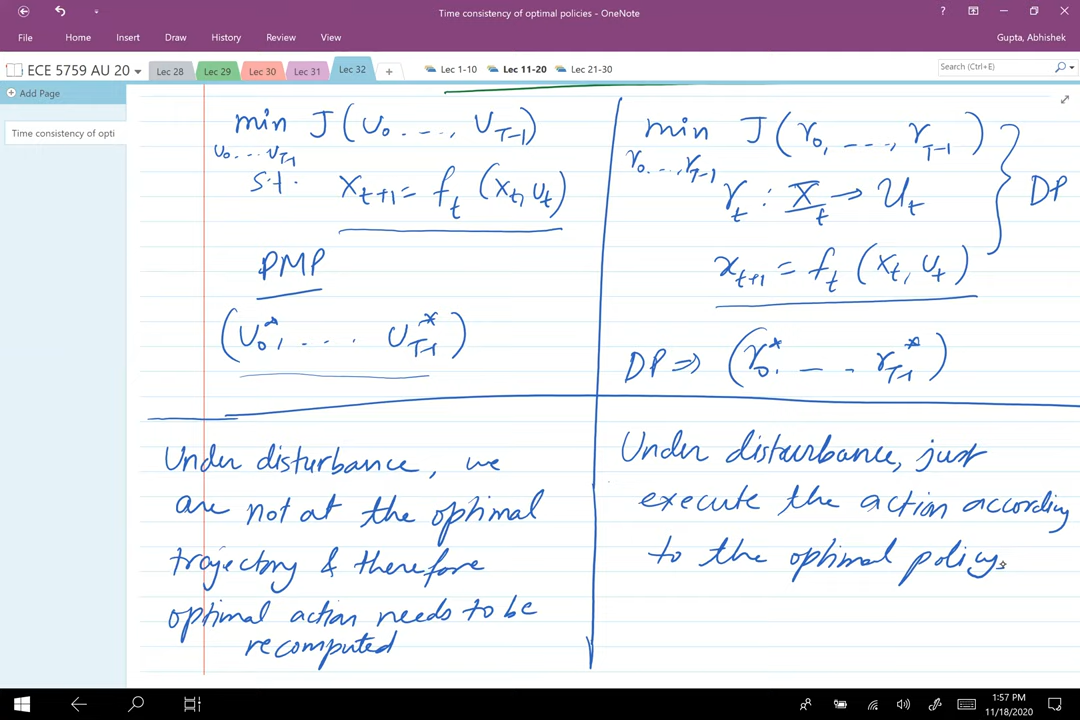 Time consistency of optimal policies - OneNote
?
File Home Insert Draw History Review View
Gupta, Abhishek
ECE 5759 AU 20
Lec 28 Lec 29 Lec 30 Lec 31 Lec 32 + Lec 1-10 Lec 11-20 Lec 21-30
Search (Ctrl+E)
+ Add Page
Time consistency of opti
min J(U₀ ..., U_{T-1})
U₀...U_{T-1}
s.t. X_{t+1} = f_t (X_t, U_t)
PMP
(U₀*, .... U_{T-1}*)
min J(γ₀, ..., γ_{T-1})
γ₀...., γ_{T-1}
γ_t : X_t → U_t
} DP
x_{t+1} = f_t (X_t, U_t)
DP ⇒ (γ₀*. - . γ_{T-1}*)
Under disturbance, we
are not at the optimal
trajectory & therefore
optimal action needs to be
recomputed
Under disturbance, just
execute the action according
to the optimal policy.
1:57 PM
11/18/2020